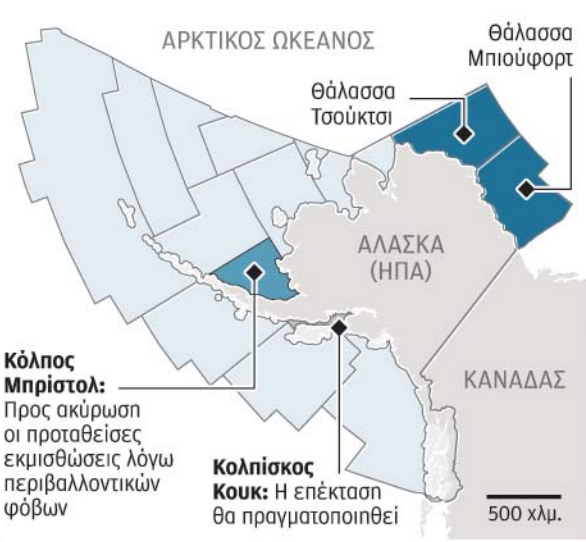 ΑΡΚΤΙΚΟΣ ΩΚΕΑΝΟΣ
Θάλασσα
Μπιούφορτ
Θάλασσα
Τσούκτσι
ΑΛΑΣΚΑ
(ΗΠΑ)
ΚΑΝΑΔΑΣ
Κόλπος
Μπρίστολ:
Προς ακύρωση
οι προταθείσες
εκμισθώσεις λόγω
περιβαλλοντικών
φόβων
Κολπίσκος
Κουκ: Η επέκταση
θα πραγματοποιηθεί
500 χλμ.